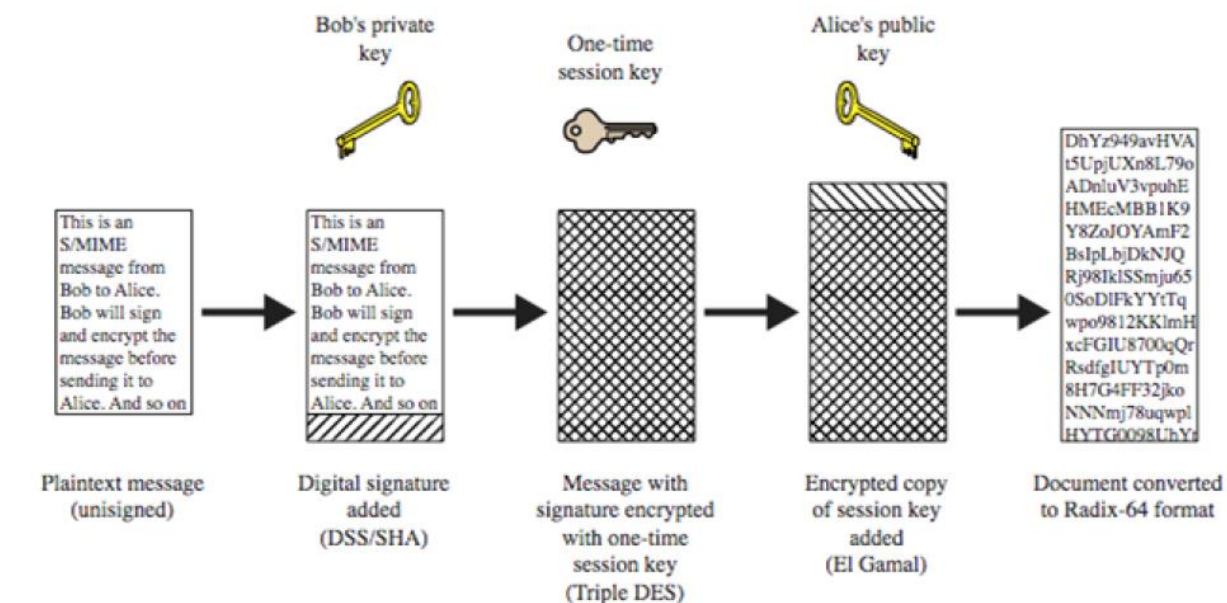 Bob's private
key
One-time
session key
Alice's public
key
This is an
S/MIME
message from
Bob to Alice.
Bob will sign
and encrypt the
message before
sending it to
Alice. And so on
This is an
S/MIME
message from
Bob to Alice.
Bob will sign
and encrypt the
message before
sending it to
Alice. And so on
DhYz949avHVA
t5UpjUXn8L79o
ADnluV3vpuhE
HMEcMBB1K9
Y8ZoJOYAmF2
BsIpLbjDkNJQ
Rj98IklSSmju65
0SoDlFkYYtTq
wpo9812KKlmH
xcFGIU8700qQr
RsdfgIUYTp0m
8H7G4FF32jko
NNNmj78uqwpl
HYTG0098UhYt
Plaintext message
(unisigned)
Digital signature
added
(DSS/SHA)
Message with
signature encrypted
with one-time
session key
(Triple DES)
Encrypted copy
of session key
added
(El Gamal)
Document converted
to Radix-64 format